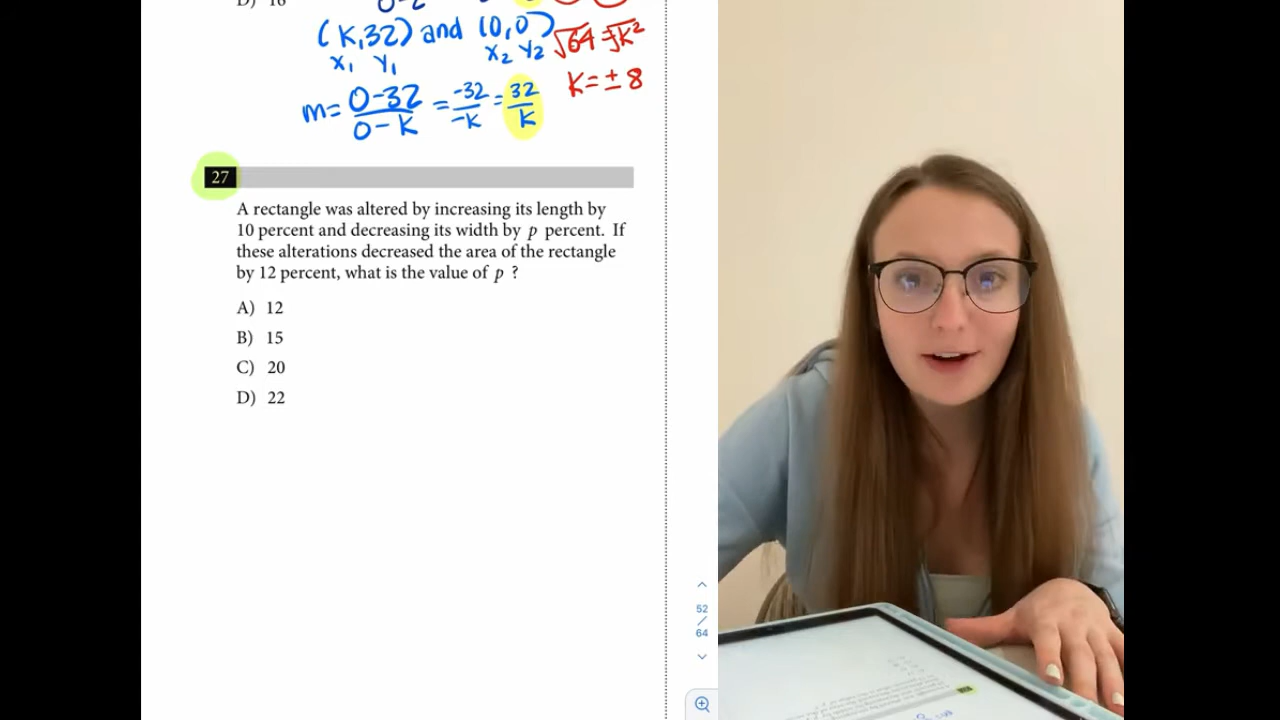 D) 16
(K,32) and (0,0) √64 = √K²
X₁ Y₁ X₂ Y₂
K = ± 8
m = 0-32 / 0-K = -32 / -K = 32 / K
27
A rectangle was altered by increasing its length by
10 percent and decreasing its width by p percent. If
these alterations decreased the area of the rectangle
by 12 percent, what is the value of p ?
A) 12
B) 15
C) 20
D) 22
52
/
64